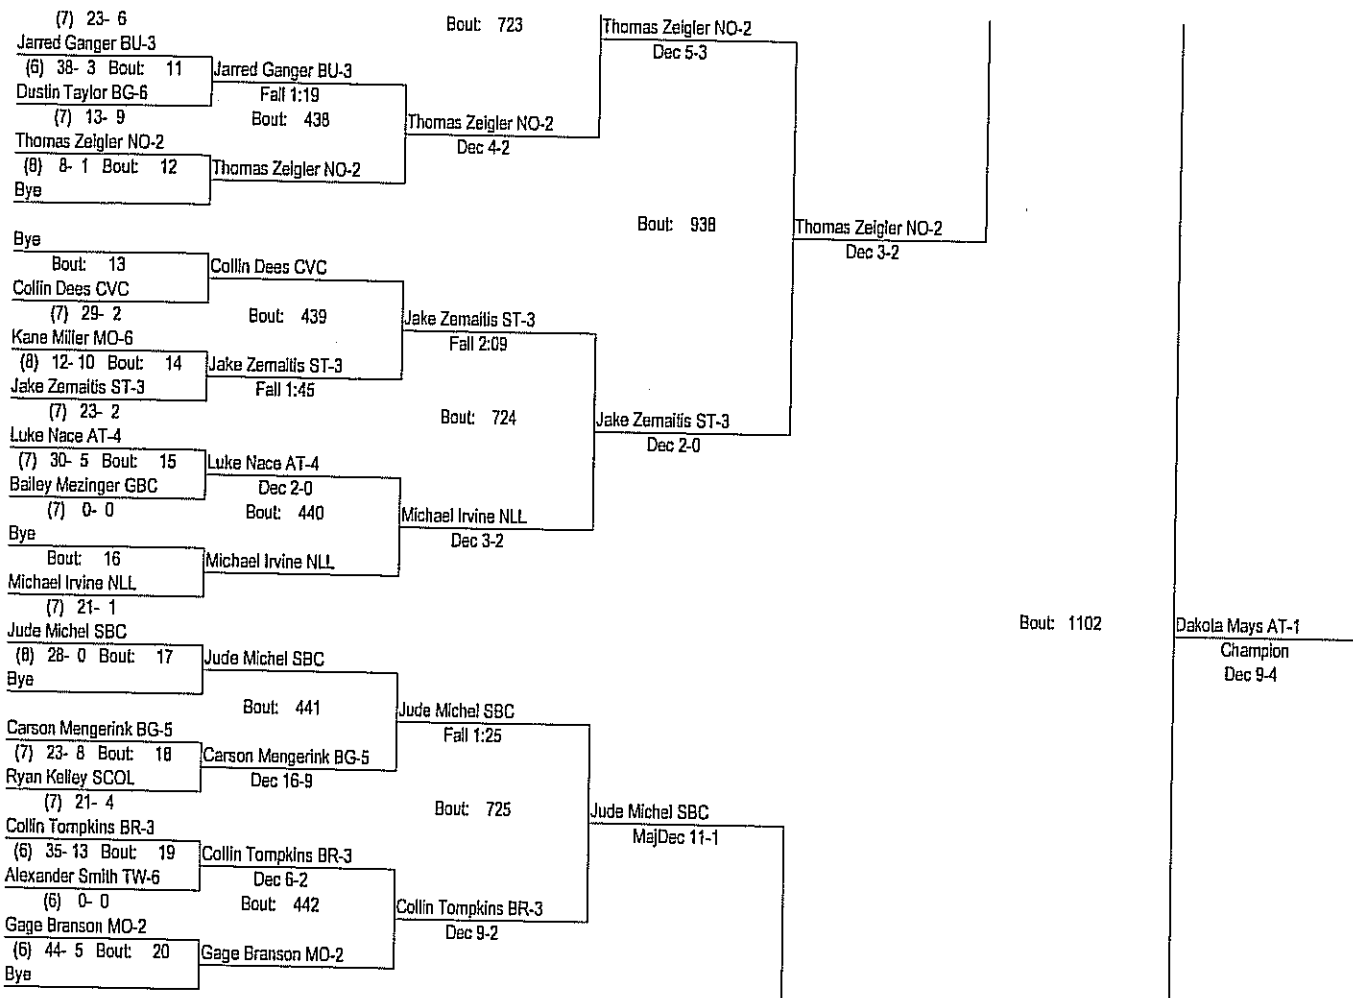 (7) 23- 6
Jarred Ganger BU-3
(6) 38- 3 Bout: 11
Dustin Taylor BG-6
(7) 13- 9
Thomas Zeigler NO-2
(8) 8- 1 Bout: 12
Bye
Bye
Bout: 13
Collin Dees CVC
(7) 29- 2
Kane Miller MO-6
(8) 12- 10 Bout: 14
Jake Zemaitis ST-3
(7) 23- 2
Luke Nace AT-4
(7) 30- 5 Bout: 15
Bailey Mezinger GBC
(7) 0- 0
Bye
Bout: 16
Michael Irvine NLL
(7) 21- 1
Jude Michel SBC
(8) 28- 0 Bout: 17
Bye
Carson Mengerink BG-5
(7) 23- 8 Bout: 18
Ryan Kelley SCOL
(7) 21- 4
Collin Tompkins BR-3
(6) 35- 13 Bout: 19
Alexander Smith TW-6
(6) 0- 0
Gage Branson MO-2
(6) 44- 5 Bout: 20
Bye
Jarred Ganger BU-3
Fall 1:19
Bout: 438
Thomas Zeigler NO-2
Collin Dees CVC
Bout: 439
Jake Zemaitis ST-3
Fall 1:45
Luke Nace AT-4
Dec 2-0
Bout: 440
Michael Irvine NLL
Jude Michel SBC
Bout: 441
Carson Mengerink BG-5
Dec 16-9
Collin Tompkins BR-3
Dec 6-2
Bout: 442
Gage Branson MO-2
Bout: 723
Thomas Zeigler NO-2
Dec 4-2
Jake Zemaitis ST-3
Fall 2:09
Bout: 724
Michael Irvine NLL
Dec 3-2
Jude Michel SBC
Fall 1:25
Bout: 725
Collin Tompkins BR-3
Dec 9-2
Thomas Zeigler NO-2
Dec 5-3
Bout: 938
Jake Zemaitis ST-3
Dec 2-0
Jude Michel SBC
MajDec 11-1
Thomas Zeigler NO-2
Dec 3-2
Bout: 1102
Dakota Mays AT-1
Champion
Dec 9-4